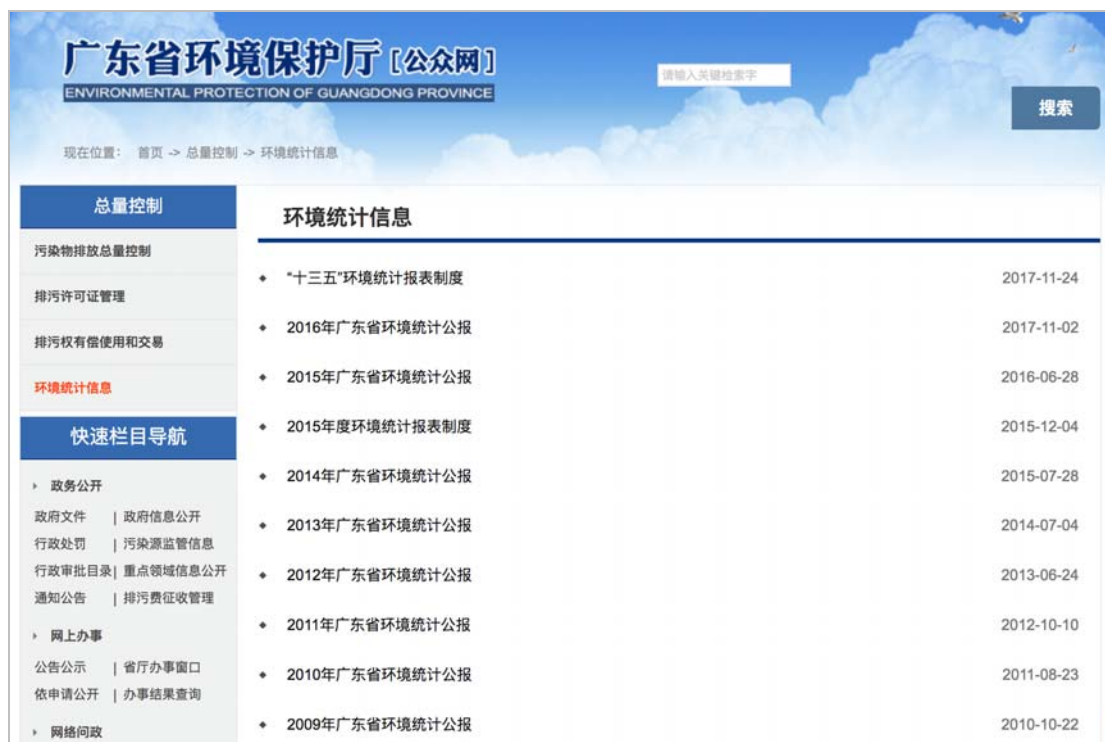 广东省环境保护厅 [公众网]
ENVIRONMENTAL PROTECTION OF GUANGDONG PROVINCE
请输入关键检索字
搜索
现在位置： 首页 -> 总量控制 -> 环境统计信息
总量控制
污染物排放总量控制
排污许可证管理
排污权有偿使用和交易
环境统计信息
快速栏目导航
政务公开
政府文件 | 政府信息公开
行政处罚 | 污染源监管信息
行政审批目录| 重点领域信息公开
通知公告 | 排污费征收管理
网上办事
公告公示 | 省厅办事窗口
依申请公开 | 办事结果查询
网络问政
环境统计信息
“十三五”环境统计报表制度 2017-11-24
2016年广东省环境统计公报 2017-11-02
2015年广东省环境统计公报 2016-06-28
2015年度环境统计报表制度 2015-12-04
2014年广东省环境统计公报 2015-07-28
2013年广东省环境统计公报 2014-07-04
2012年广东省环境统计公报 2013-06-24
2011年广东省环境统计公报 2012-10-10
2010年广东省环境统计公报 2011-08-23
2009年广东省环境统计公报 2010-10-22